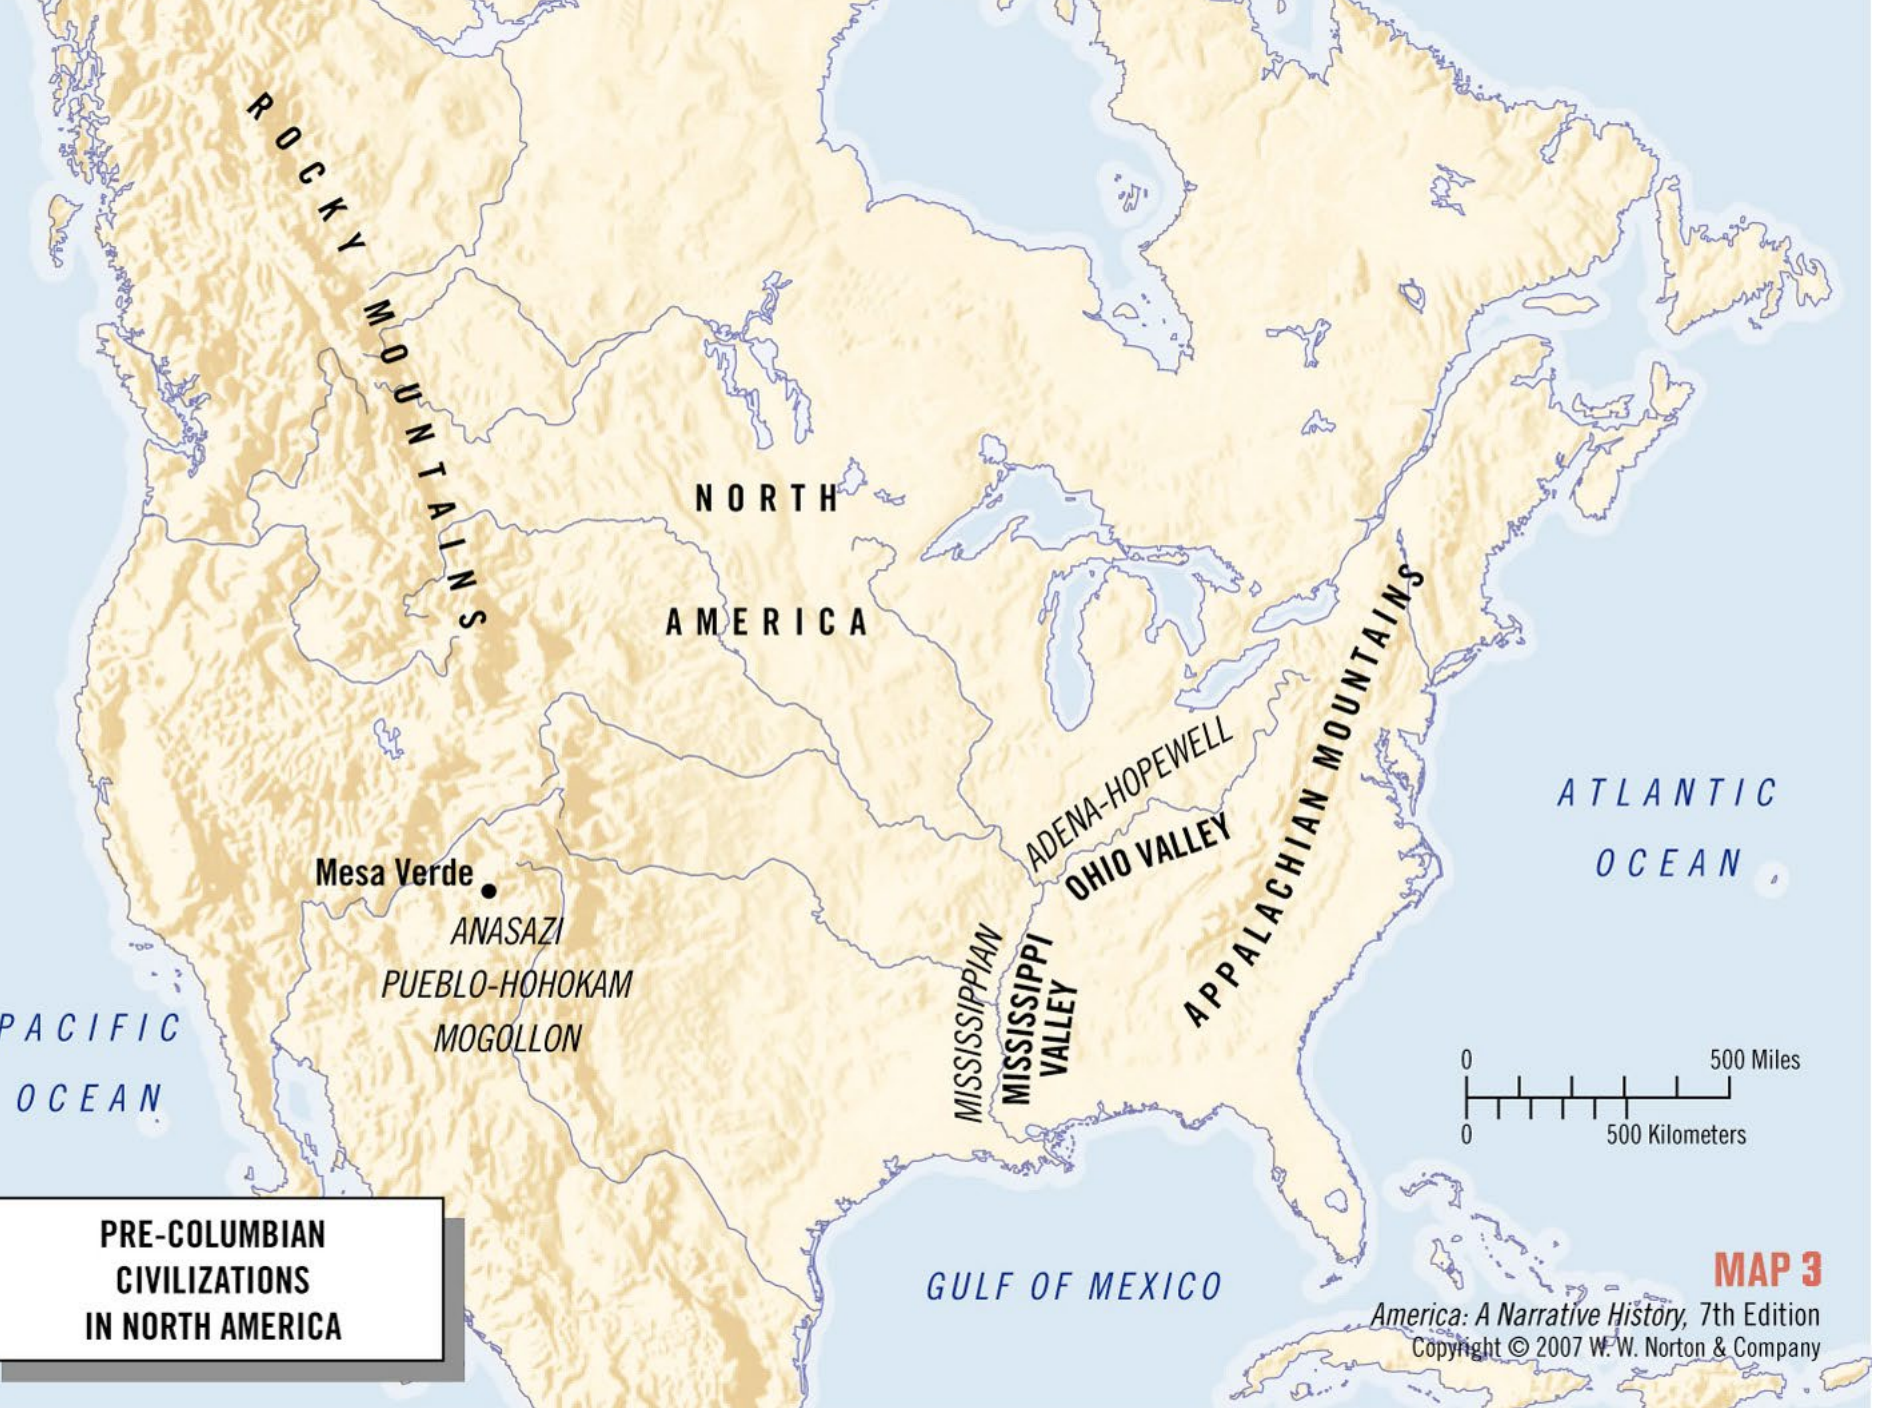 ROCKY MOUNTAINS
NORTH
AMERICA
ADENA-HOPEWELL
OHIO VALLEY
APPALACHIAN MOUNTAINS
ATLANTIC
OCEAN
Mesa Verde
ANASAZI
PUEBLO-HOHOKAM
MOGOLLON
MISSISSIPPIAN
MISSISSIPPI
VALLEY
PACIFIC
OCEAN
0 500 Miles
0 500 Kilometers
PRE-COLUMBIAN
CIVILIZATIONS
IN NORTH AMERICA
GULF OF MEXICO
MAP 3
America: A Narrative History, 7th Edition
Copyright © 2007 W. W. Norton & Company